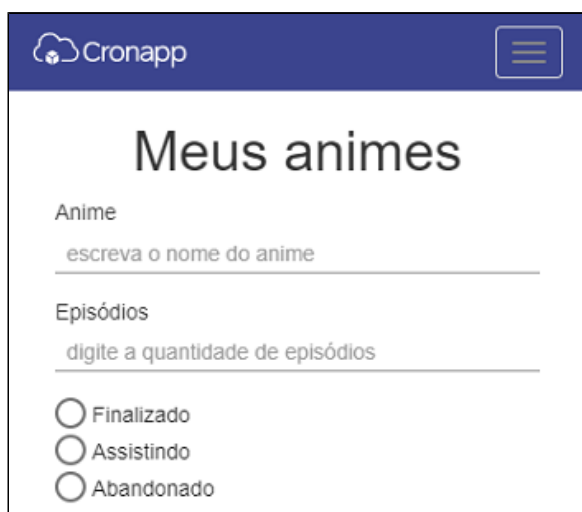 Cronapp
Meus animes
Anime
escreva o nome do anime
Episódios
digite a quantidade de episódios
Finalizado
Assistindo
Abandonado